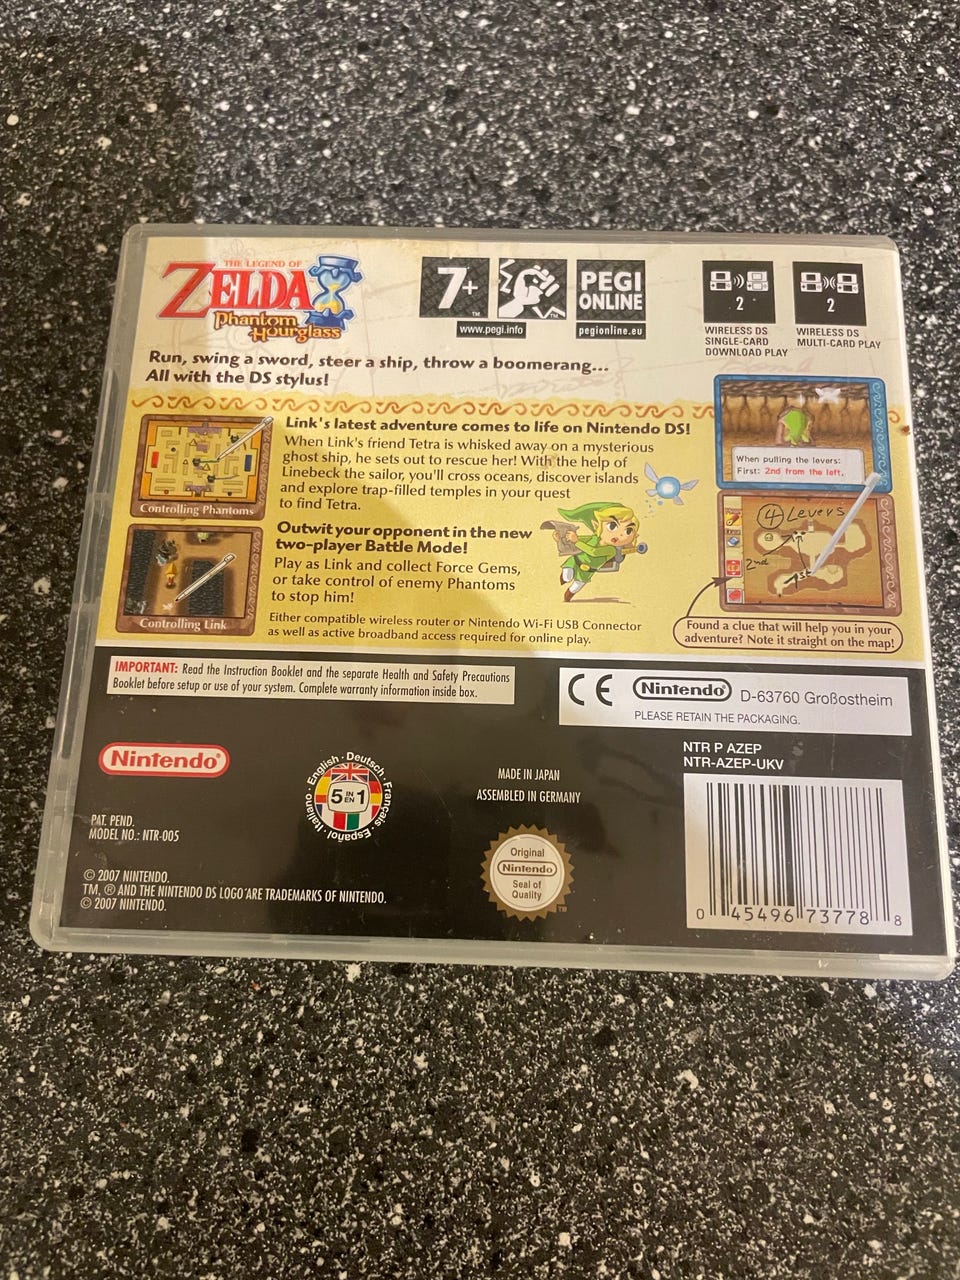 THE LEGEND OF
ZELDA
Phantom
Hourglass
7+
TM
TM
www.pegi.info
PEGI
ONLINE
pegionline.eu
2
WIRELESS DS
SINGLE-CARD
DOWNLOAD PLAY
2
WIRELESS DS
MULTI-CARD PLAY
Run, swing a sword, steer a ship, throw a boomerang...
All with the DS stylus!
Link's latest adventure comes to life on Nintendo DS!
When Link's friend Tetra is whisked away on a mysterious
ghost ship, he sets out to rescue her! With the help of
Linebeck the sailor, you'll cross oceans, discover islands
and explore trap-filled temples in your quest
to find Tetra.
Controlling Phantoms
Outwit your opponent in the new
two-player Battle Mode!
Play as Link and collect Force Gems,
or take control of enemy Phantoms
to stop him!
Controlling Link
Either compatible wireless router or Nintendo Wi-Fi USB Connector
as well as active broadband access required for online play.
When pulling the levers:
First: 2nd from the left.
4 Levers
2nd
1st
Found a clue that will help you in your
adventure? Note it straight on the map!
IMPORTANT: Read the Instruction Booklet and the separate Health and Safety Precautions
Booklet before setup or use of your system. Complete warranty information inside box.
CE
Nintendo®
D-63760 Großostheim
PLEASE RETAIN THE PACKAGING.
Nintendo®
English · Deutsch · Français · Español · Italiano ·
5 IN EN 1
MADE IN JAPAN
ASSEMBLED IN GERMANY
NTR P AZEP
NTR-AZEP-UKV
PAT. PEND.
MODEL NO.: NTR-005
Original
Nintendo
Seal of
Quality
TM
© 2007 NINTENDO.
TM, ® AND THE NINTENDO DS LOGO ARE TRADEMARKS OF NINTENDO.
© 2007 NINTENDO.
0 45496 73778 8